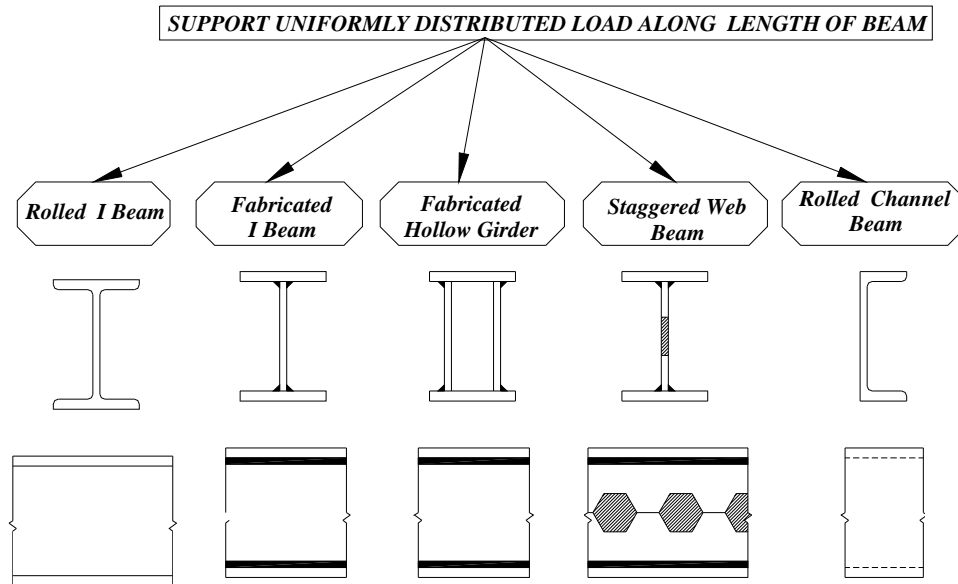 SUPPORT UNIFORMLY DISTRIBUTED LOAD ALONG LENGTH OF BEAM
Rolled I Beam
Fabricated
I Beam
Fabricated
Hollow Girder
Staggered Web
Beam
Rolled Channel
Beam